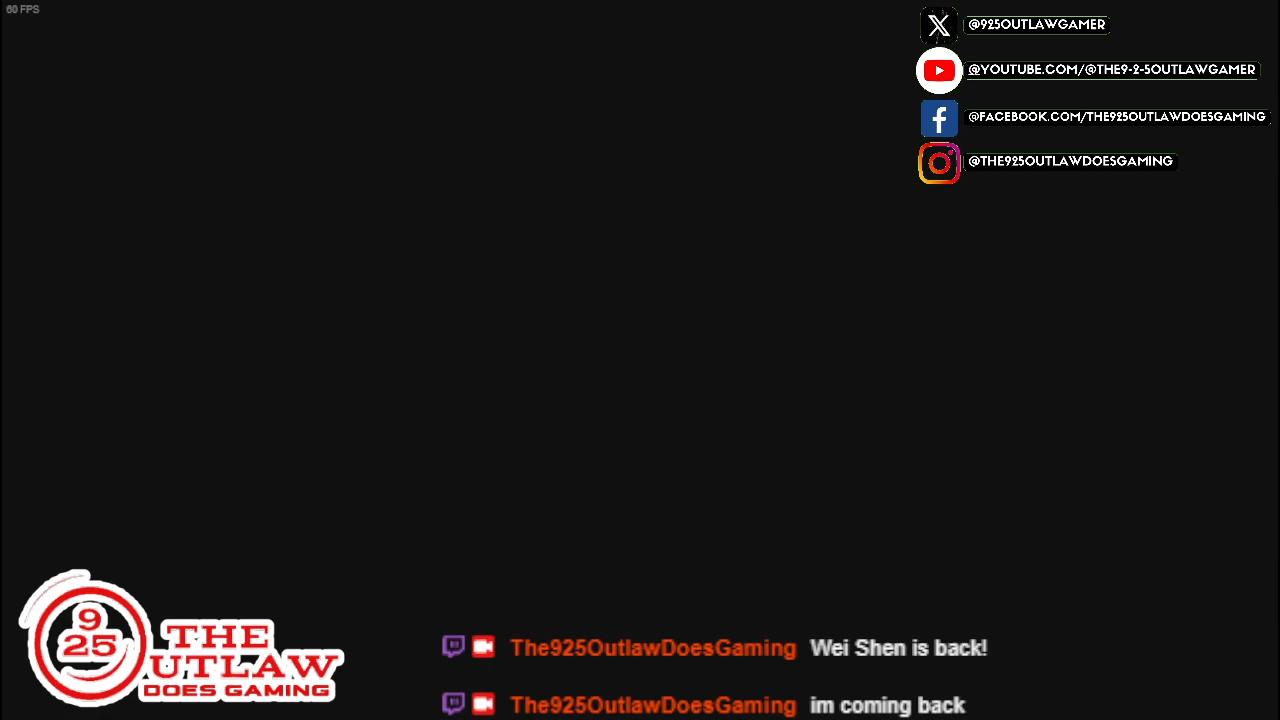 60 FPS
@925OUTLAWGAMER
@YOUTUBE.COM/@THE9-2-5OUTLAWGAMER
@FACEBOOK.COM/THE925OUTLAWDOESGAMING
@THE925OUTLAWDOESGAMING
9
25
THE
OUTLAW
DOES GAMING
The925OutlawDoesGaming Wei Shen is back!
The925OutlawDoesGaming im coming back